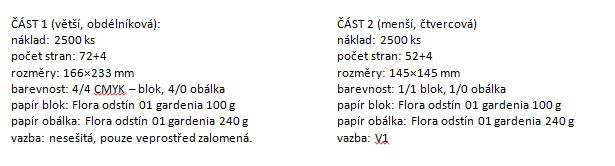 ČÁST 1 (větší, obdélníková):
náklad: 2500 ks
počet stran: 72+4
rozměry: 166×233 mm
barevnost: 4/4 CMYK – blok, 4/0 obálka
papír blok: Flora odstín 01 gardenia 100 g
papír obálka: Flora odstín 01 gardenia 240 g
vazba: nesešitá, pouze veprostřed zalomená.
ČÁST 2 (menší, čtvercová)
náklad: 2500 ks
počet stran: 52+4
rozměry: 145×145 mm
barevnost: 1/1 blok, 1/0 obálka
papír blok: Flora odstín 01 gardenia 100 g
papír obálka: Flora odstín 01 gardenia 240 g
vazba: V1